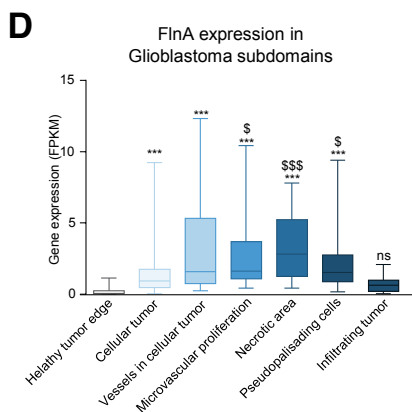 D
FlnA expression in
Glioblastoma subdomains
Gene expression (FPKM)
15
10
5
0
***
***
$
***
$$$
***
$
***
ns
Helathy tumor edge
Cellular tumor
Vessels in cellular tumor
Microvascular proliferation
Necrotic area
Pseudopalisading cells
Infiltrating tumor